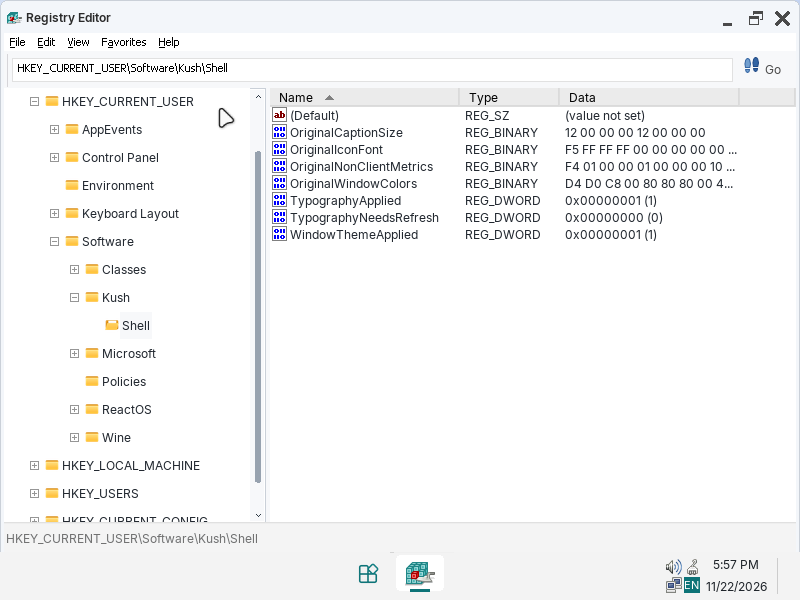 Registry Editor
File Edit View Favorites Help
HKEY_CURRENT_USER\Software\Kush\Shell
Go
HKEY_CURRENT_USER
AppEvents
Control Panel
Environment
Keyboard Layout
Software
Classes
Kush
Shell
Microsoft
Policies
ReactOS
Wine
HKEY_LOCAL_MACHINE
HKEY_USERS
HKEY_CURRENT_CONFIG
Name Type Data
ab (Default) REG_SZ (value not set)
OriginalCaptionSize REG_BINARY 12 00 00 00 12 00 00 00
OriginalIconFont REG_BINARY F5 FF FF FF 00 00 00 00 00 ...
OriginalNonClientMetrics REG_BINARY F4 01 00 00 01 00 00 00 10 ...
OriginalWindowColors REG_BINARY D4 D0 C8 00 80 80 80 00 4...
TypographyApplied REG_DWORD 0x00000001 (1)
TypographyNeedsRefresh REG_DWORD 0x00000000 (0)
WindowThemeApplied REG_DWORD 0x00000001 (1)
HKEY_CURRENT_USER\Software\Kush\Shell
5:57 PM
EN 11/22/2026